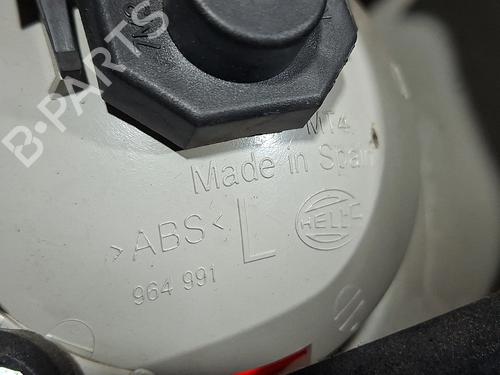 B-PARTS
MT4
Made in Spain
>ABS< L HELLA
964 991